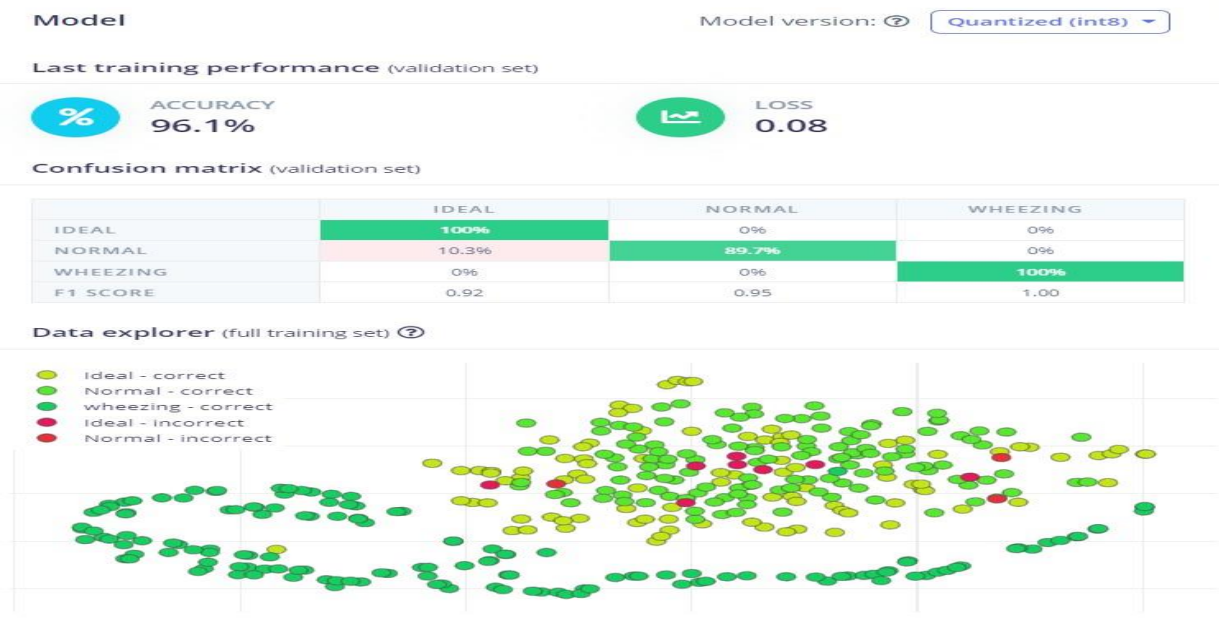 Model Model version: ? Quantized (int8)
Last training performance (validation set)
% ACCURACY LOSS
96.1% 0.08
Confusion matrix (validation set)
IDEAL NORMAL WHEEZING
IDEAL 100% 0% 0%
NORMAL 10.3% 89.7% 0%
WHEEZING 0% 0% 100%
F1 SCORE 0.92 0.95 1.00
Data explorer (full training set) ?
Ideal - correct
Normal - correct
wheezing - correct
Ideal - incorrect
Normal - incorrect